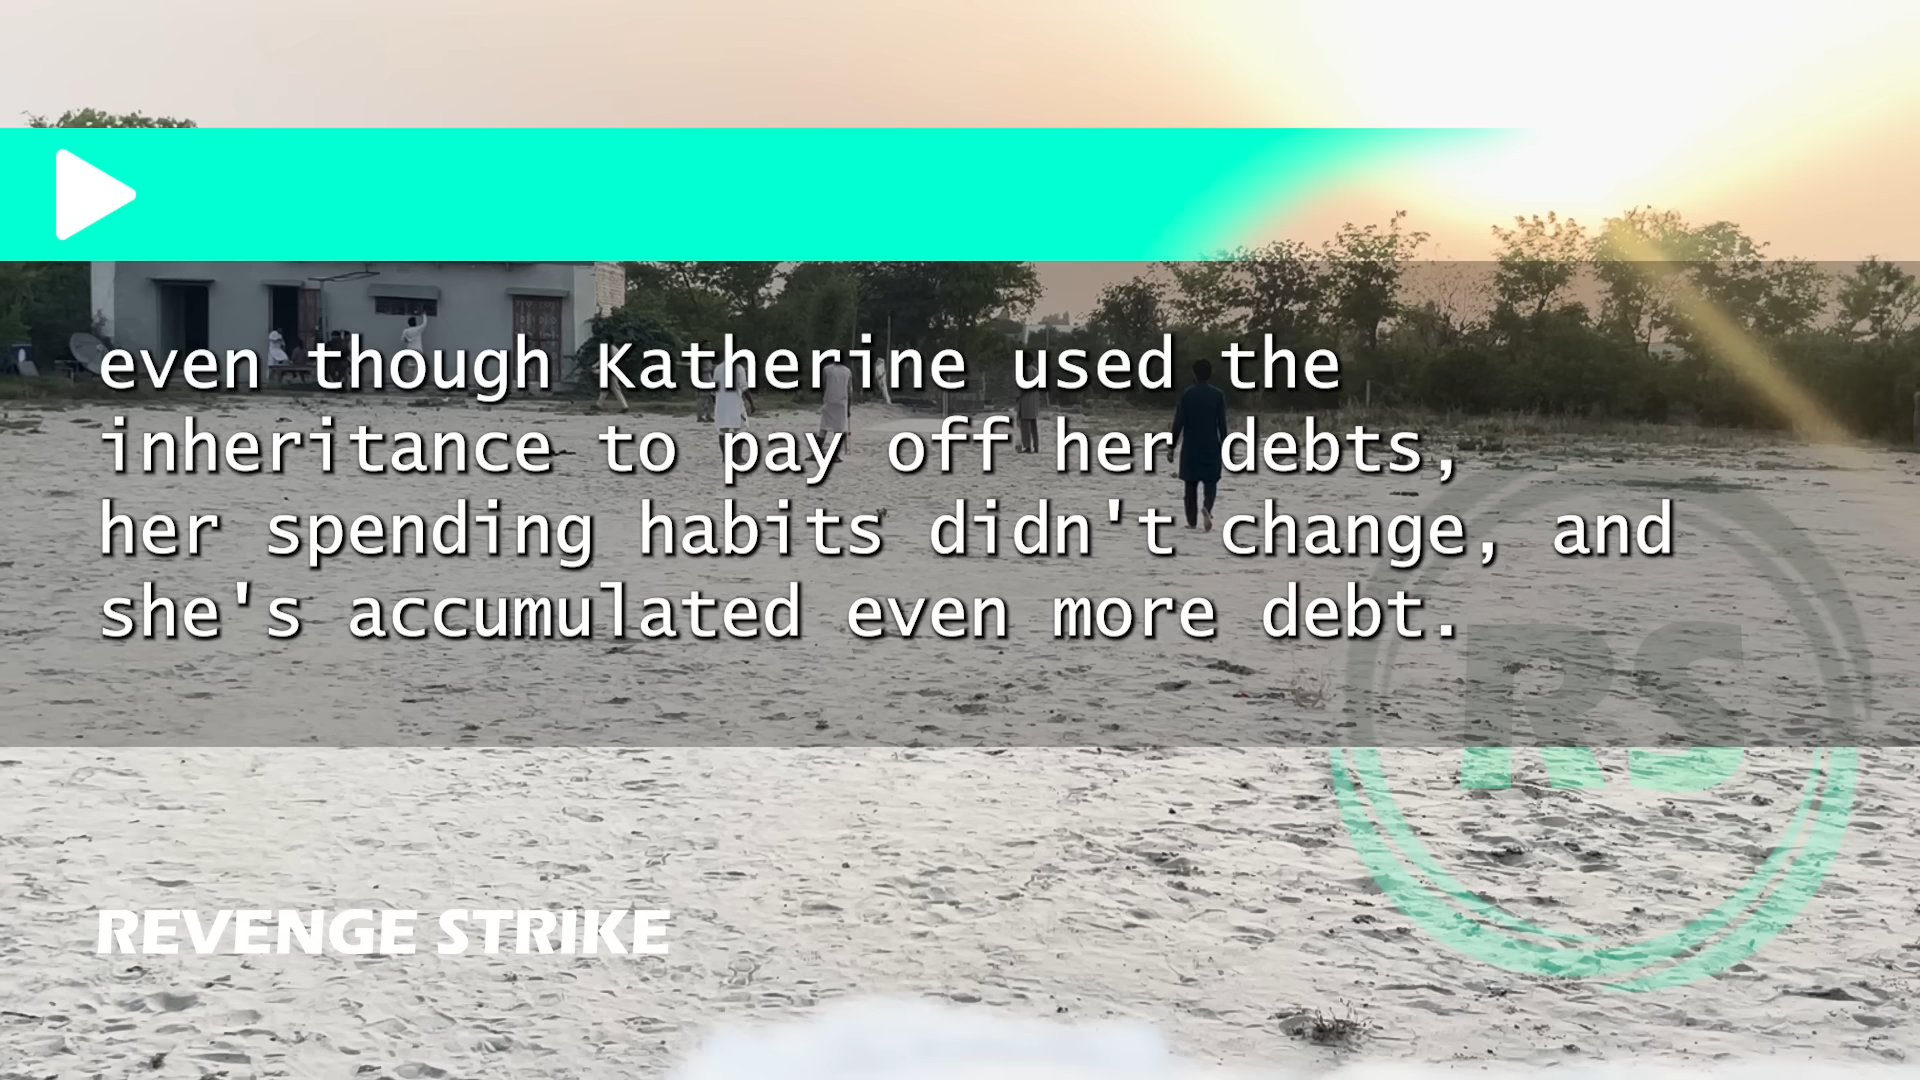 even though Katherine used the
inheritance to pay off her debts,
her spending habits didn't change, and
she's accumulated even more debt.
RS
REVENGE STRIKE